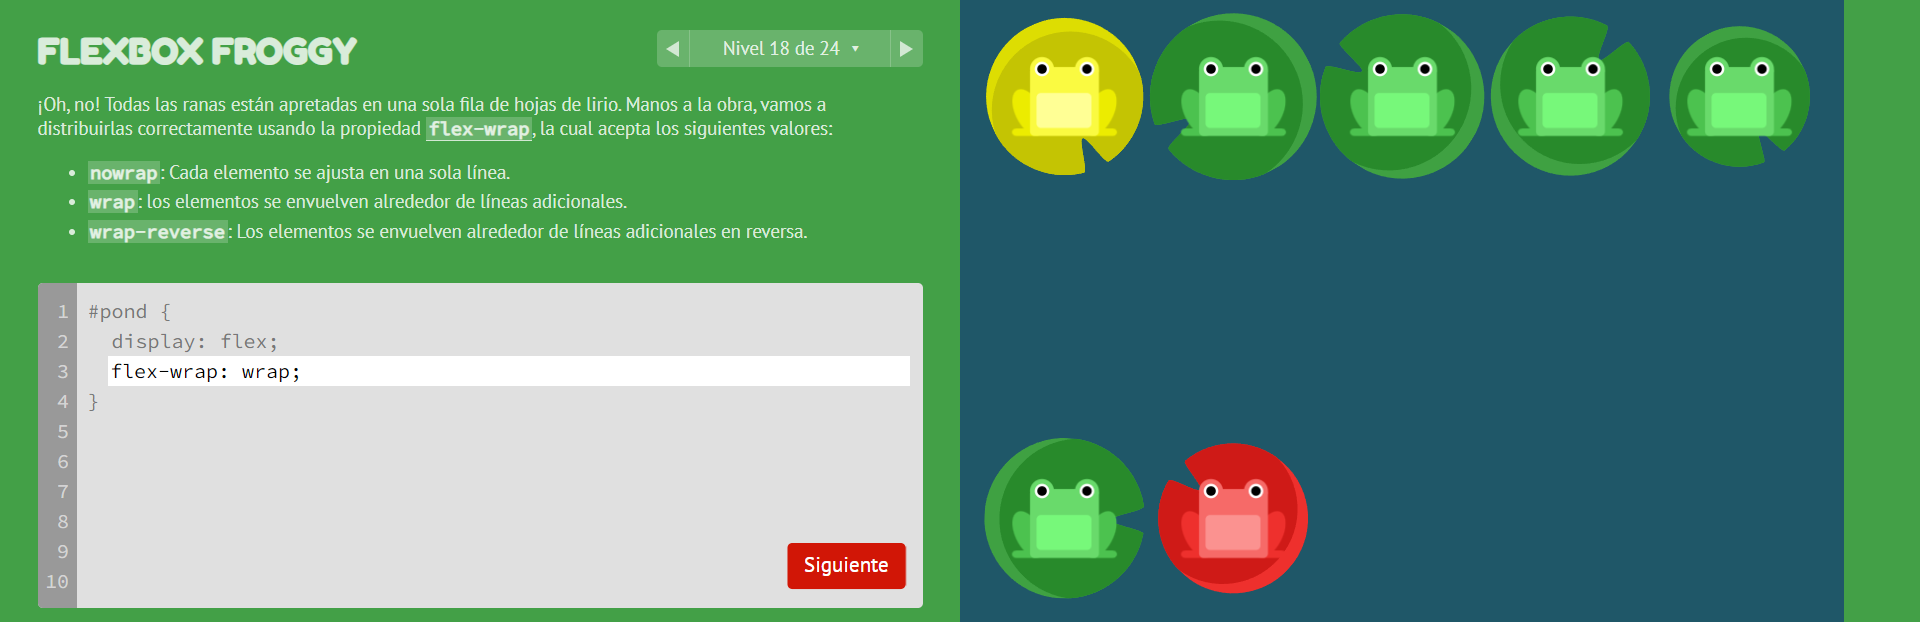 FLEXBOX FROGGY
◀ Nivel 18 de 24 ▾ ▶
¡Oh, no! Todas las ranas están apretadas en una sola fila de hojas de lirio. Manos a la obra, vamos a
distribuirlas correctamente usando la propiedad flex-wrap, la cual acepta los siguientes valores:
• nowrap: Cada elemento se ajusta en una sola línea.
• wrap: los elementos se envuelven alrededor de líneas adicionales.
• wrap-reverse: Los elementos se envuelven alrededor de líneas adicionales en reversa.
1 #pond {
2 display: flex;
3 flex-wrap: wrap;
4 }
5
6
7
8
9
10
Siguiente